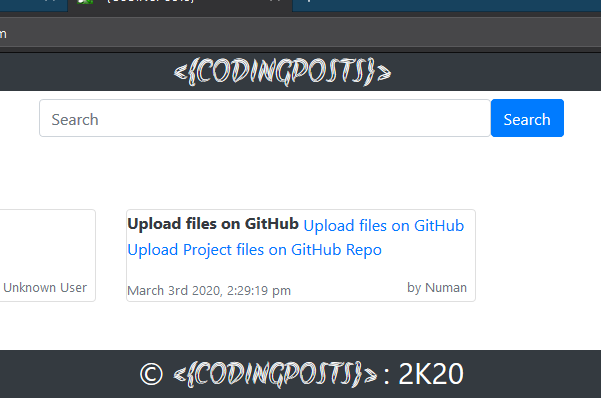 m
<{CODINGPOSTS}>
Search Search
Upload files on GitHub Upload files on GitHub
Upload Project files on GitHub Repo
Unknown User
March 3rd 2020, 2:29:19 pm by Numan
© <{CODINGPOSTS}> : 2K20